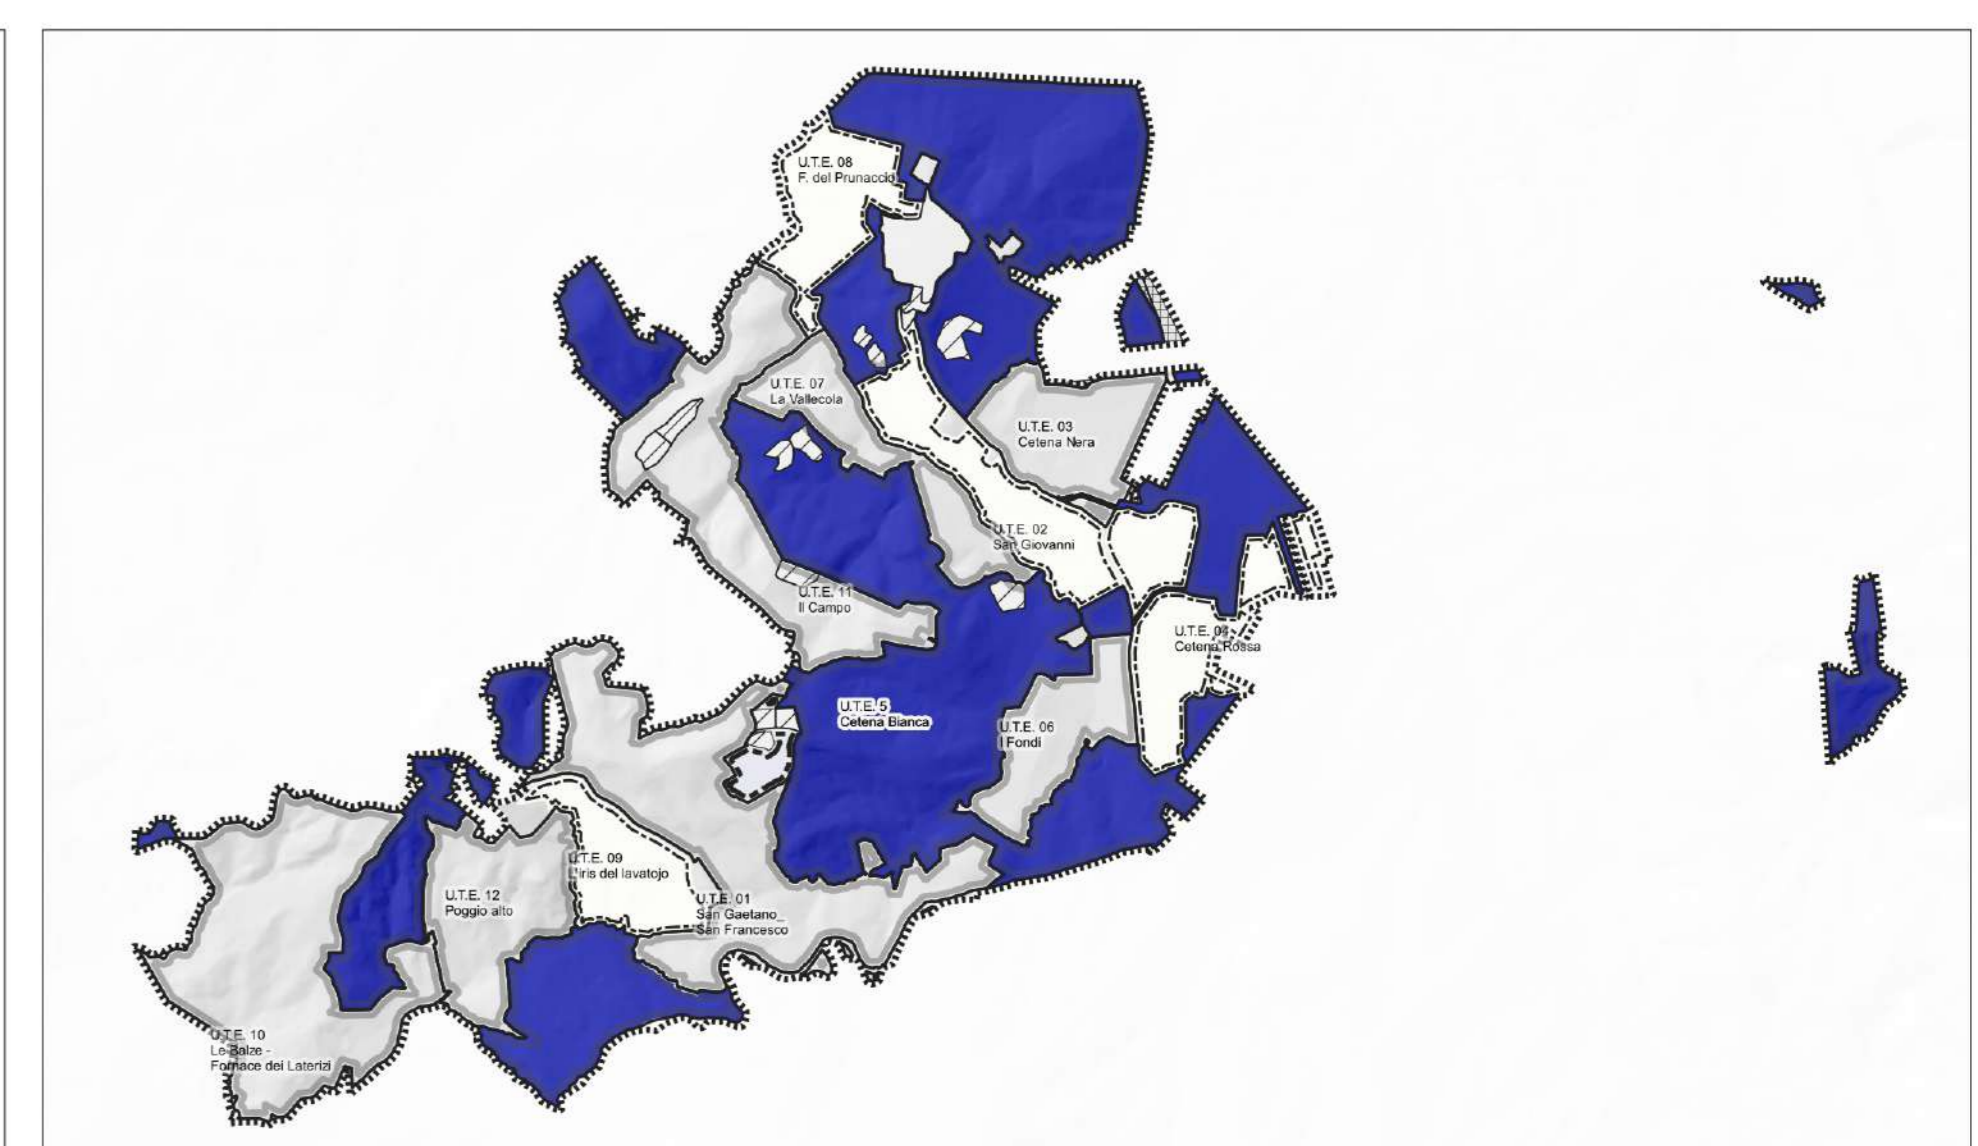 U.T.E. 08
F. del Prunaccio
U.T.E. 07
La Vallecola
U.T.E. 03
Cetena Nera
U.T.E. 02
San Giovanni
U.T.E. 11
Il Campo
U.T.E. 04
Cetena Rossa
U.T.E. 5
Cetena Bianca
U.T.E. 06
I Fondi
U.T.E. 09
L'iris del lavatojo
U.T.E. 12
Poggio alto
U.T.E. 01
San Gaetano_
San Francesco
U.T.E. 10
Le Balze -
Fornace dei Laterizi